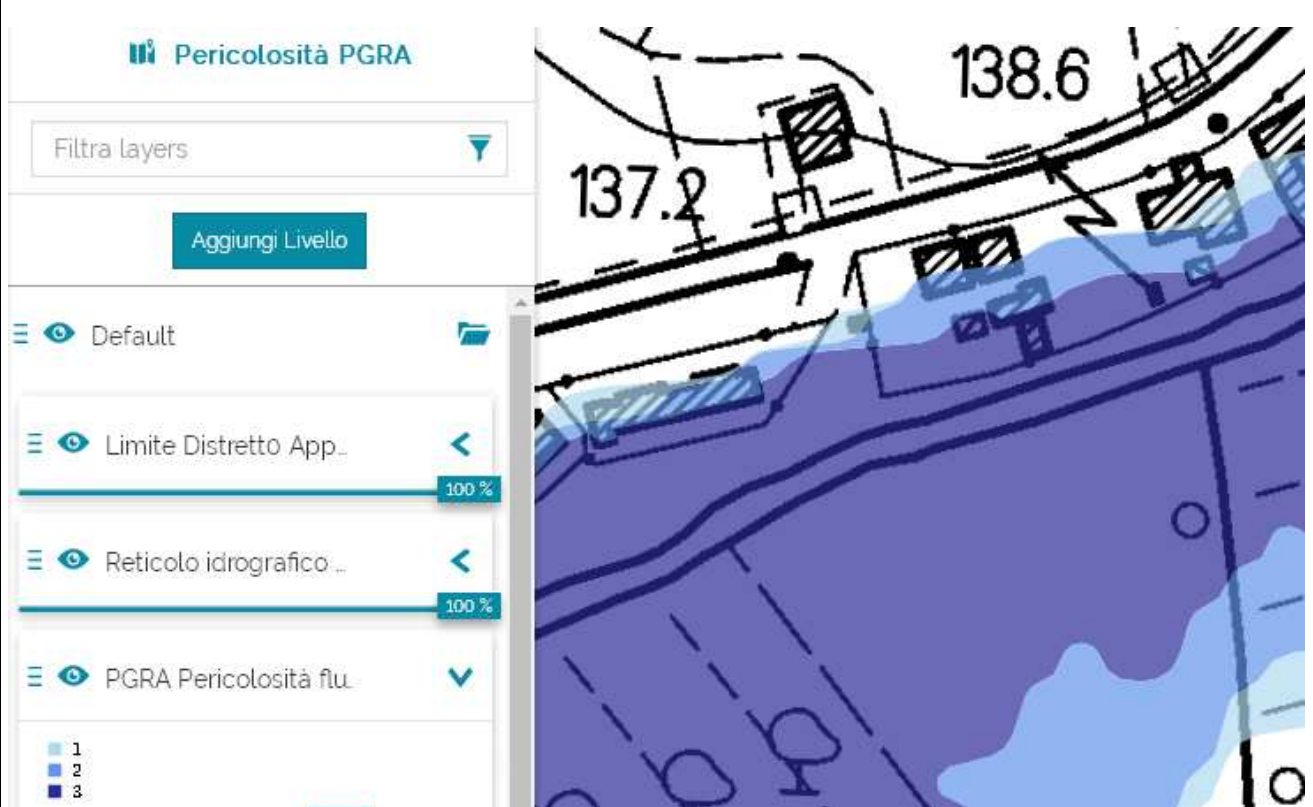 Pericolosità PGRA
Filtra layers
Aggiungi Livello
Default
Limite Distretto App...
100 %
Reticolo idrografico ...
100 %
PGRA Pericolosità flu...
1
2
3
138.6
137.2